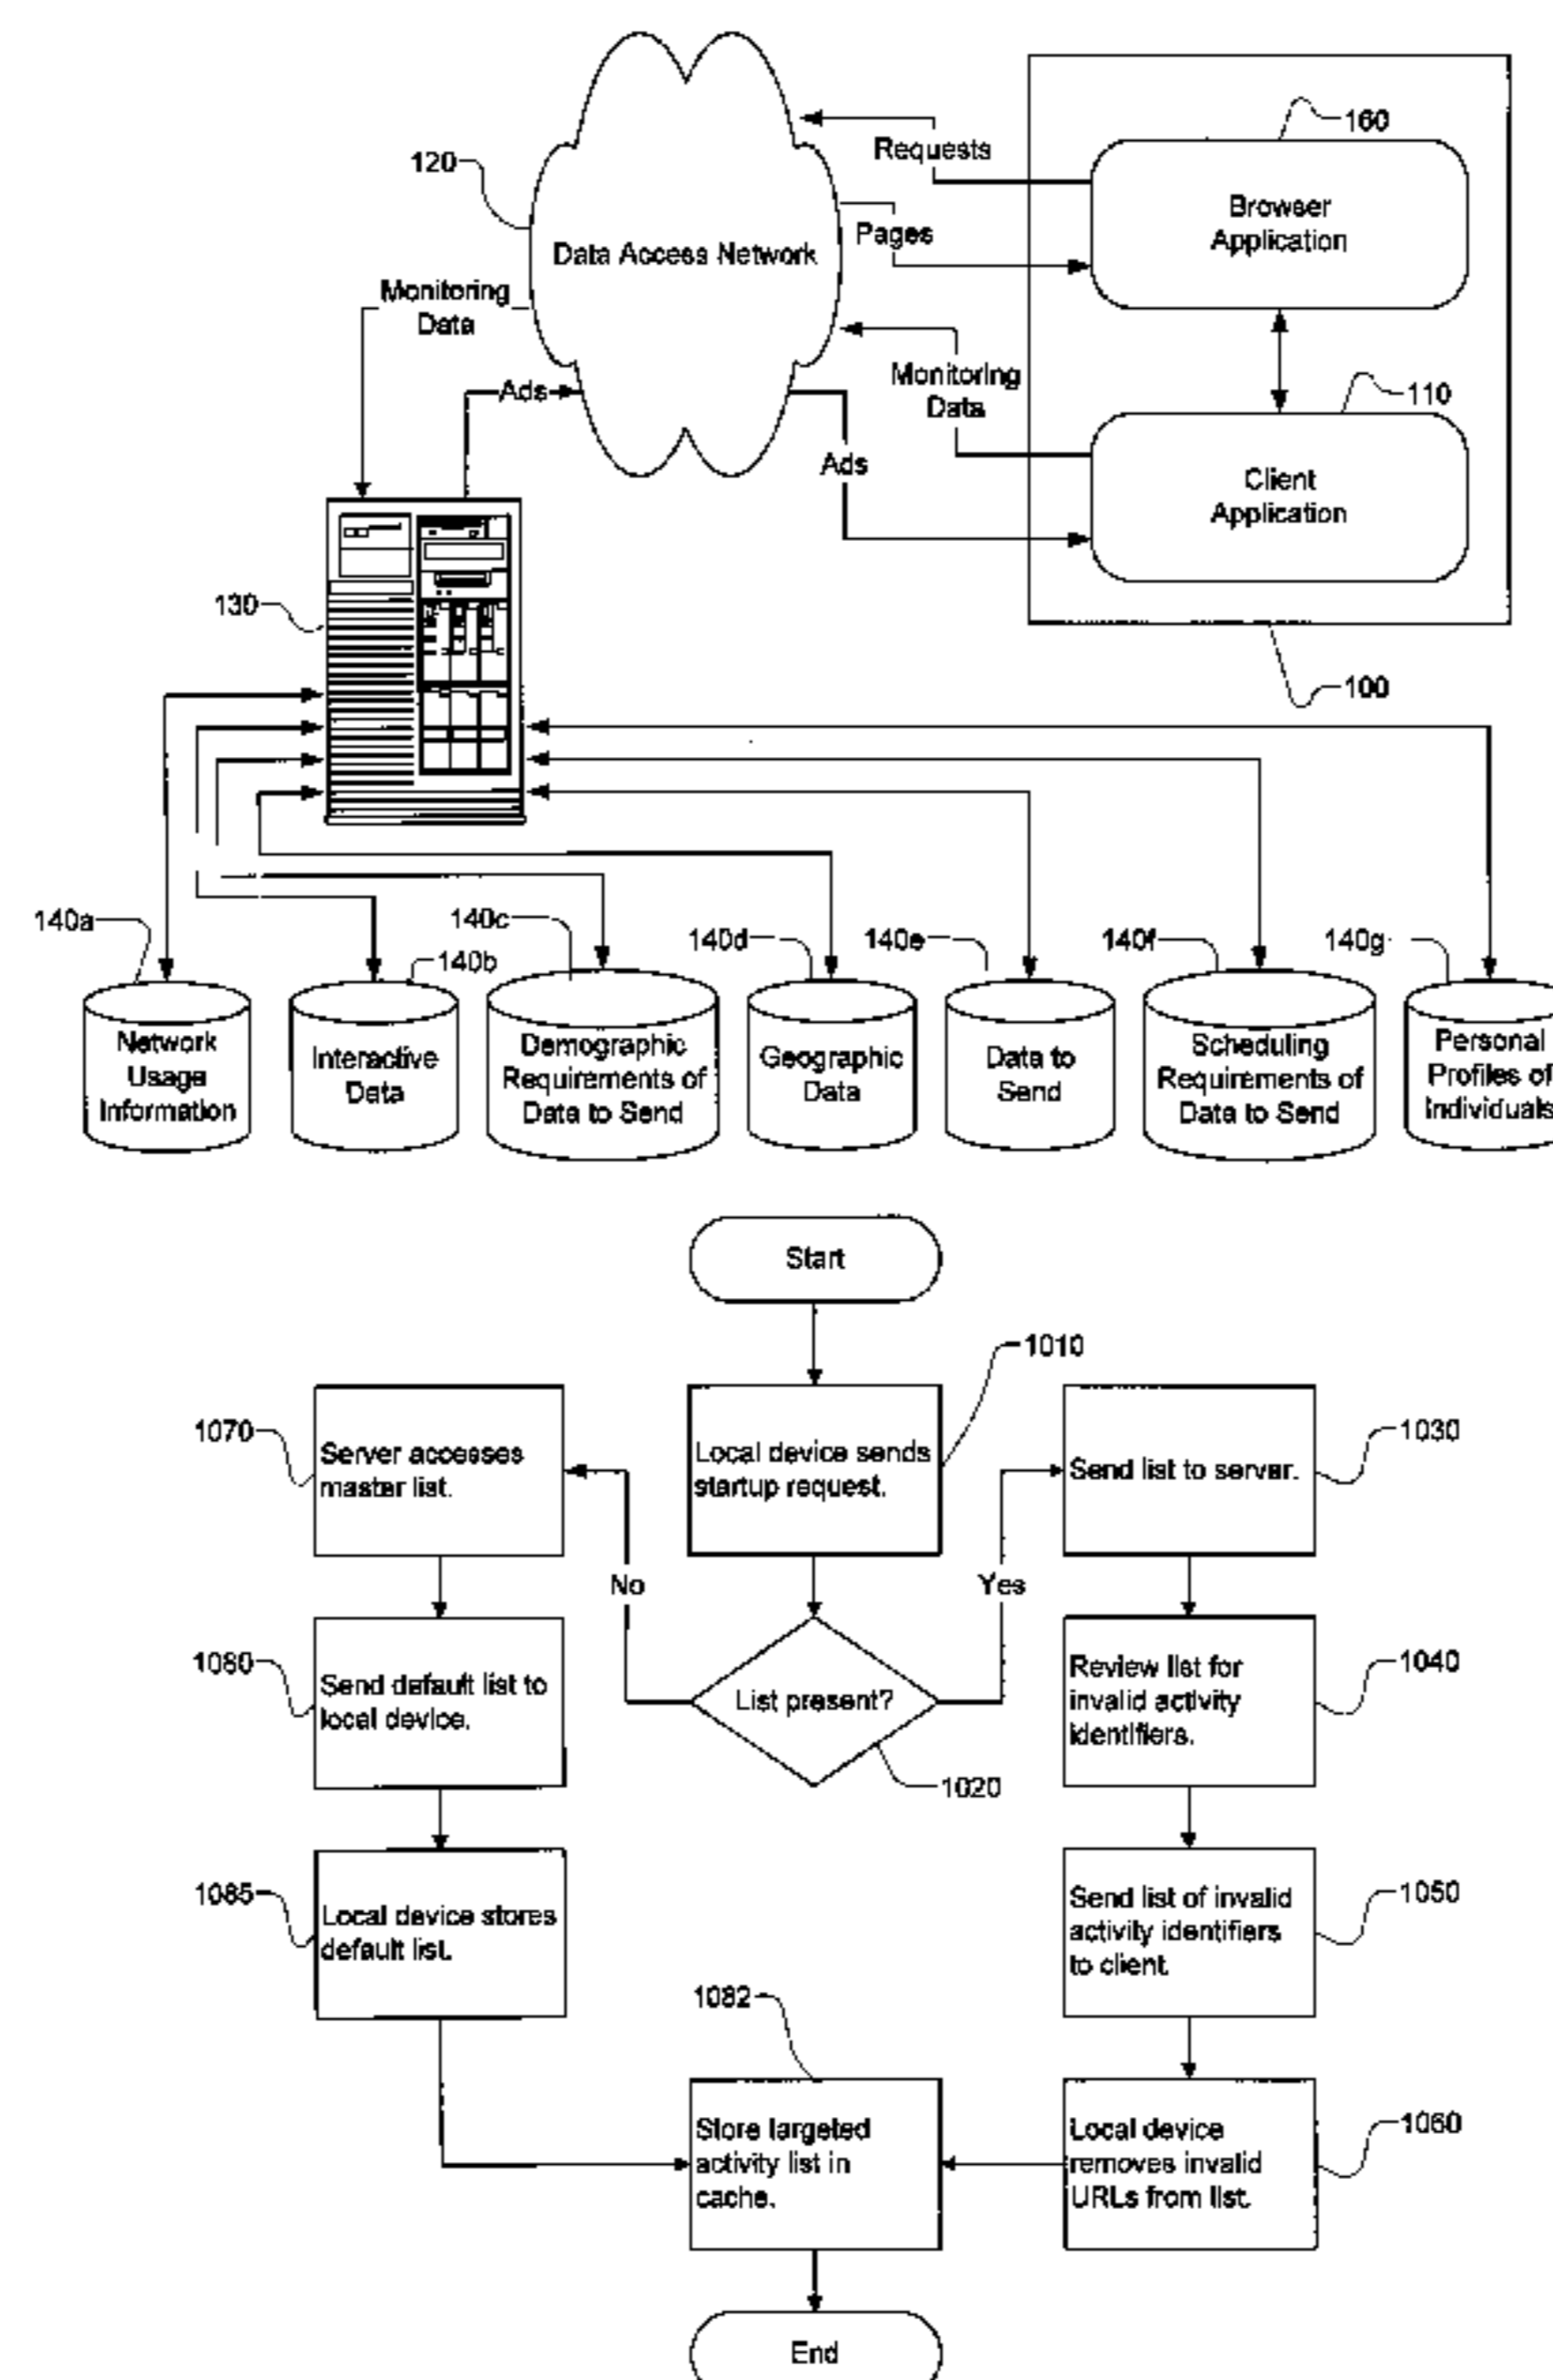 160
Requests
120
Browser
Application
Pages
Data Access Network
Monitoring
Data
Monitoring
Data
Ads
110
Ads
Client
Application
130
100
140a
140b
140c
140d
140e
140f
140g
Network
Usage
Information
Interactive
Data
Demographic
Requirements of
Data to Send
Geographic
Data
Data to
Send
Scheduling
Requirements of
Data to Send
Personal
Profiles of
Individuals
Start
1010
1070
Server accesses
master list.
Local device sends
startup request.
1030
Send list to server.
No
Yes
1080
Send default list to
local device.
List present?
1020
1040
Review list for
invalid activity
identifiers.
1085
Local device stores
default list.
1050
Send list of invalid
activity identifiers
to client.
1082
Store targeted
activity list in
cache.
1060
Local device
removes invalid
URLs from list.
End